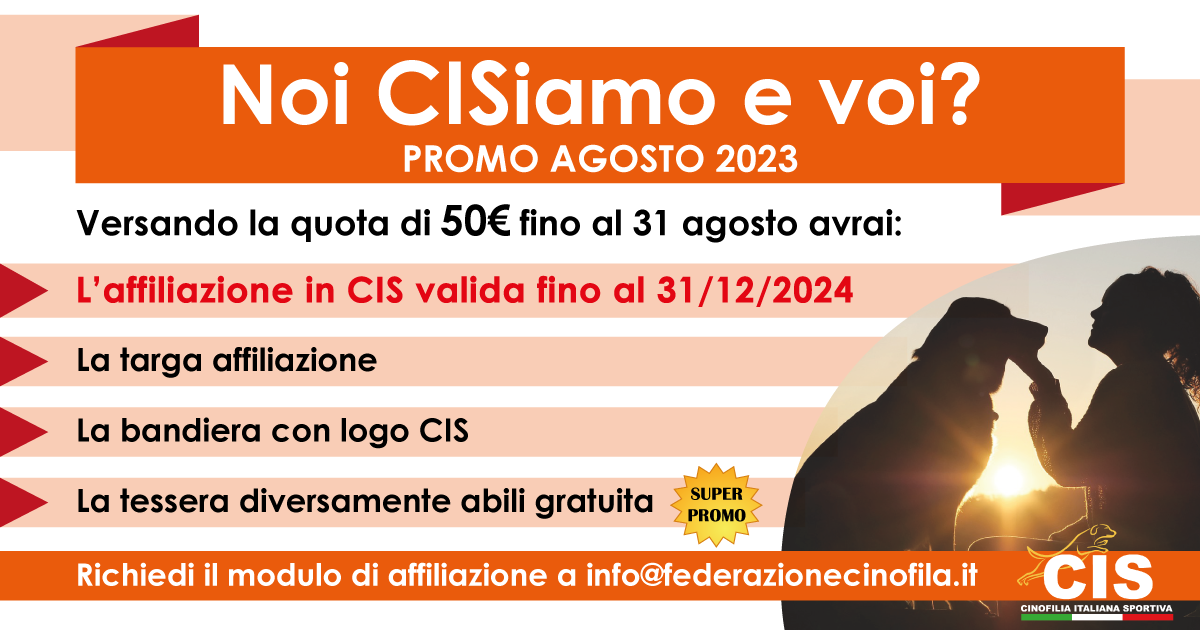 Noi CISiamo e voi?
PROMO AGOSTO 2023
Versando la quota di 50€ fino al 31 agosto avrai:
L'affiliazione in CIS valida fino al 31/12/2024
La targa affiliazione
La bandiera con logo CIS
La tessera diversamente abili gratuita
SUPER
PROMO
Richiedi il modulo di affiliazione a info@federazionecinofila.it
CIS
CINOFILIA ITALIANA SPORTIVA